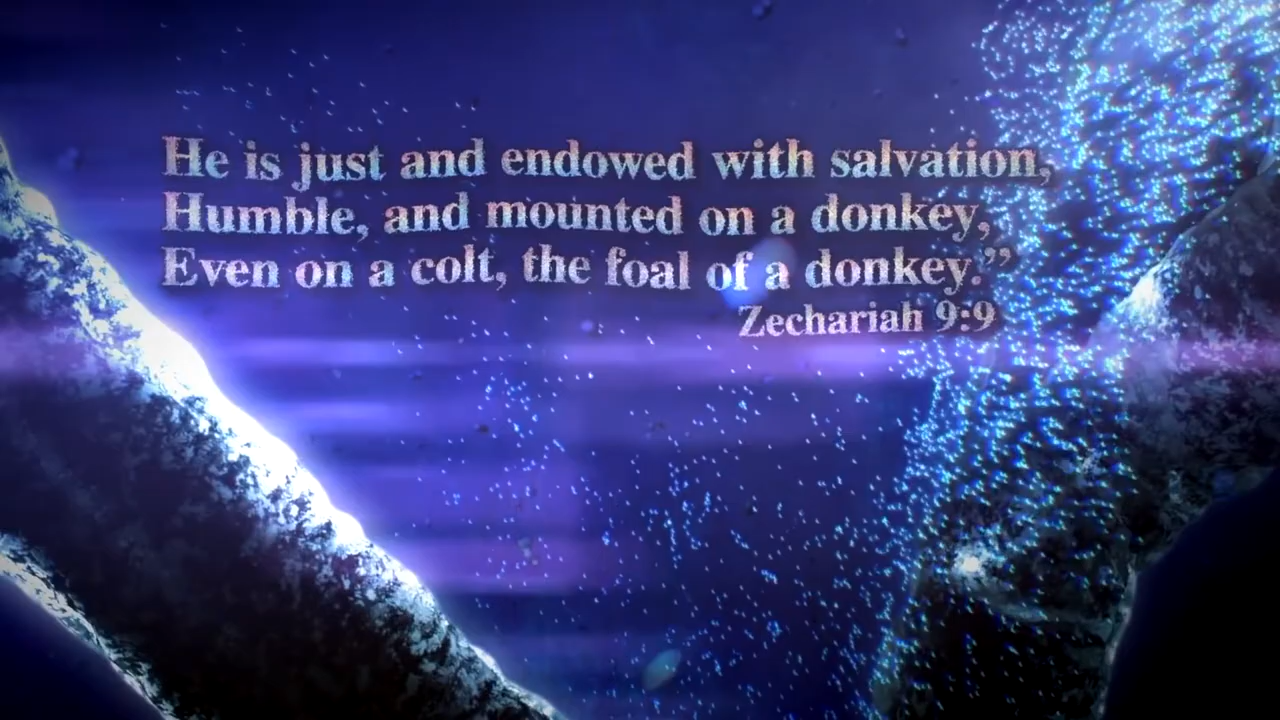 He is just and endowed with salvation,
Humble, and mounted on a donkey,
Even on a colt, the foal of a donkey.”
Zechariah 9:9